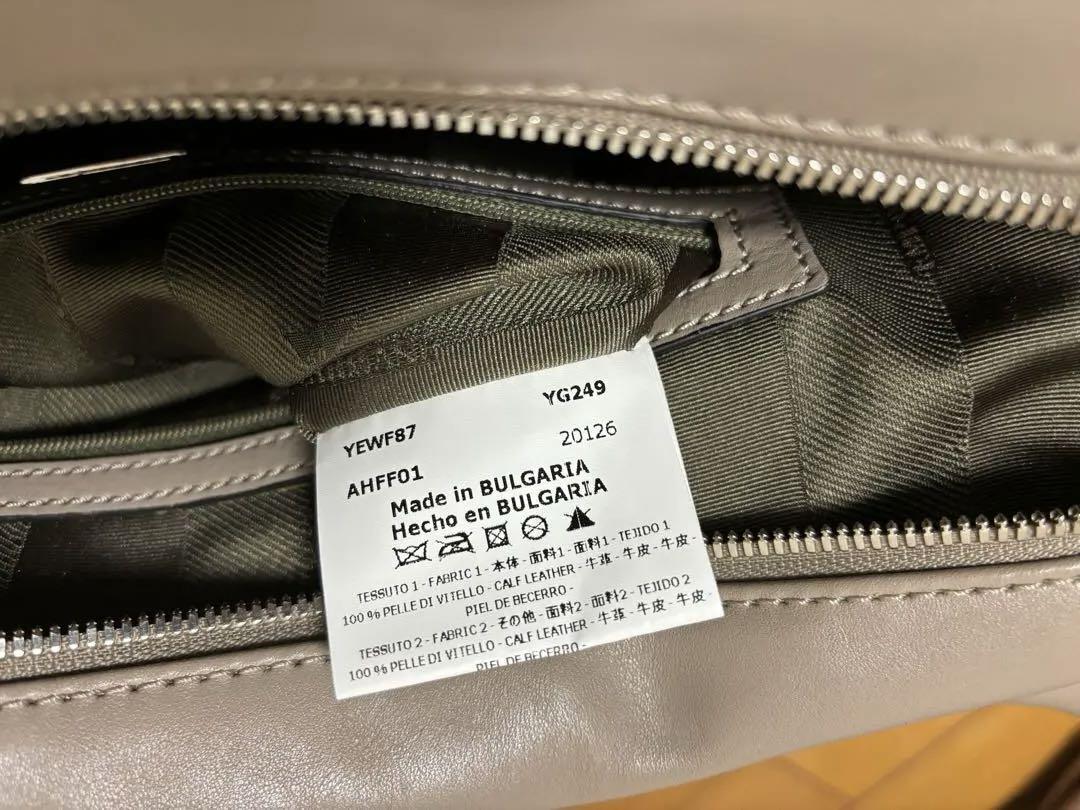 YG249
YEWF87
20126
AHFF01
Made in BULGARIA
Hecho en BULGARIA
TESSUTO 1 - FABRIC 1 - 本体 - 面料1 - 面料1 - TEJIDO 1
100 % PELLE DI VITELLO - CALF LEATHER - 牛革 - 牛皮 - 牛皮 -
PIEL DE BECERRO -
TESSUTO 2 - FABRIC 2 - その他 - 面料2 - 面料2 - TEJIDO 2
100 % PELLE DI VITELLO - CALF LEATHER - 牛革 - 牛皮 - 牛皮 -
PIEL DE BECERRO -